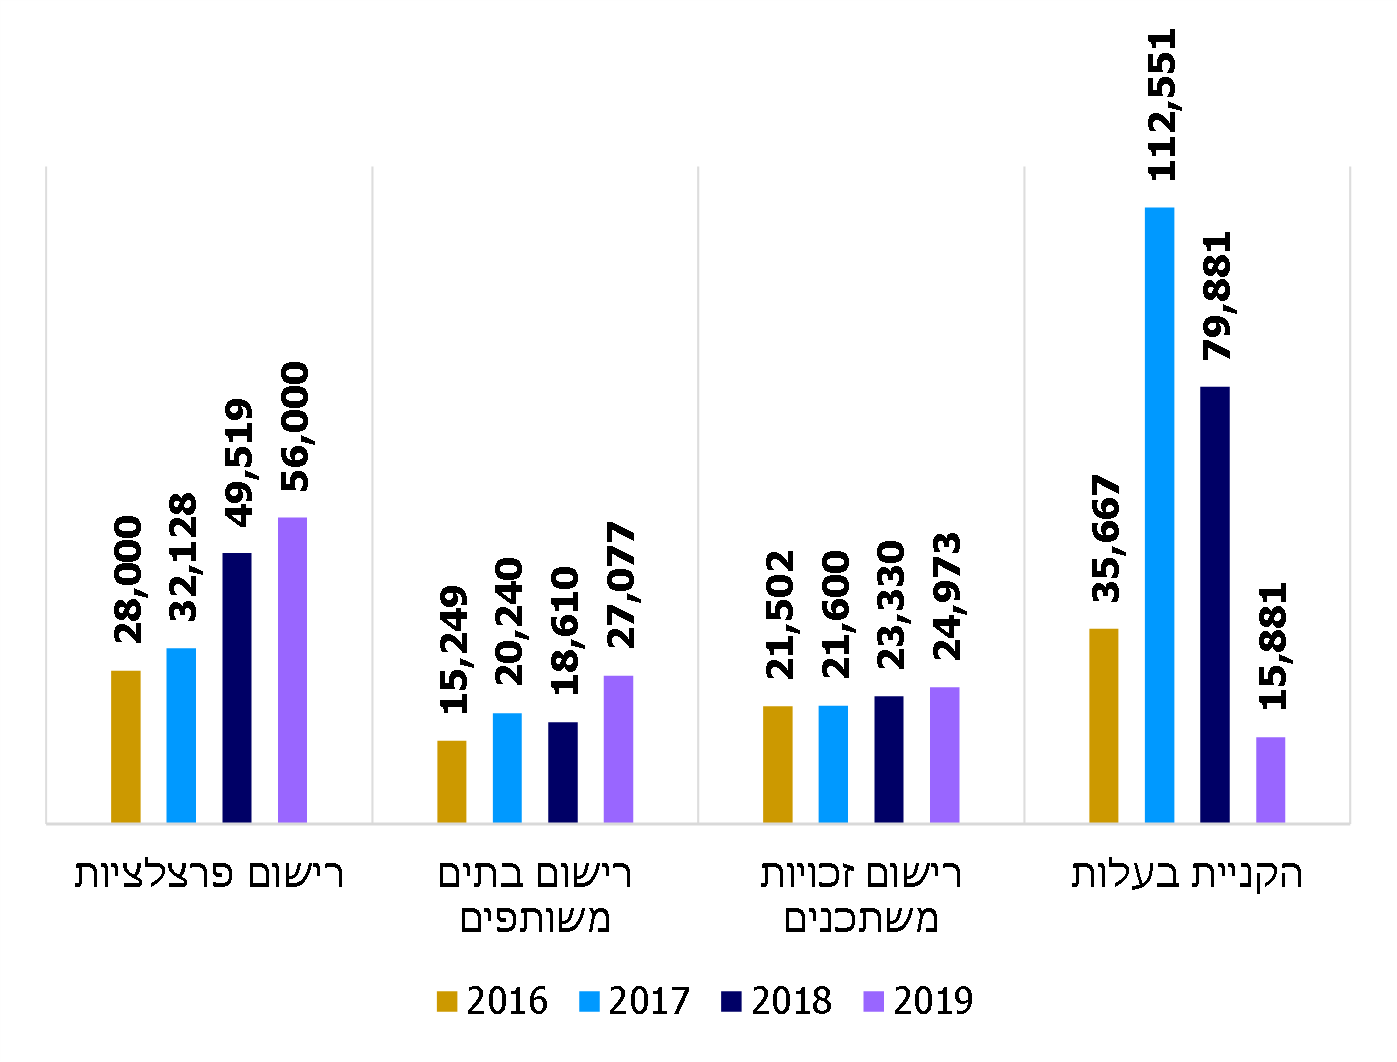 28,000
32,128
49,519
56,000
15,249
20,240
18,610
27,077
21,502
21,600
23,330
24,973
35,667
112,551
79,881
15,881
רישום פרצלציות
רישום בתים
משותפים
רישום זכויות
משתכנים
הקניית בעלות
2016 2017 2018 2019